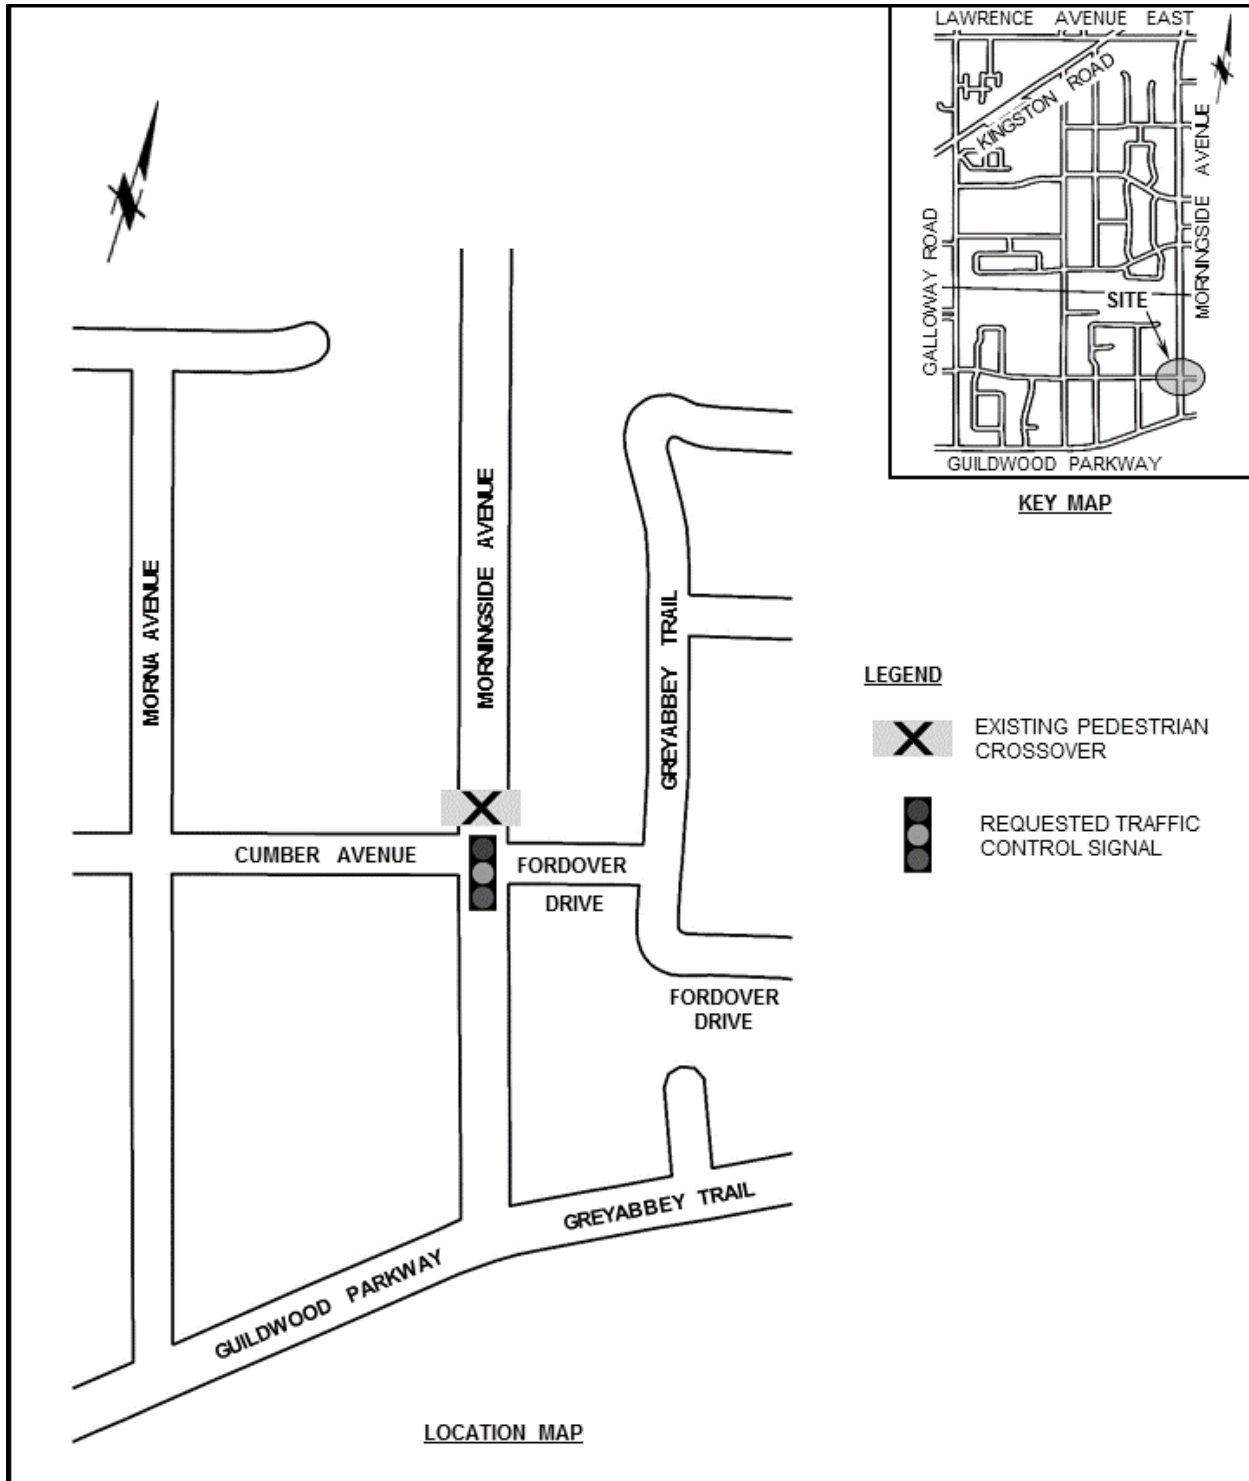 LAWRENCE AVENUE EAST
KINGSTON ROAD
MORNINGSIDE AVENUE
GALLOWAY ROAD
SITE
GUILDWOOD PARKWAY
KEY MAP
MORNA AVENUE
MORNINGSIDE AVENUE
GREYABBEY TRAIL
LEGEND
EXISTING PEDESTRIAN
CROSSOVER
REQUESTED TRAFFIC
CONTROL SIGNAL
CUMBER AVENUE
FORDOVER
DRIVE
FORDOVER
DRIVE
GREYABBEY TRAIL
GUILDWOOD PARKWAY
LOCATION MAP